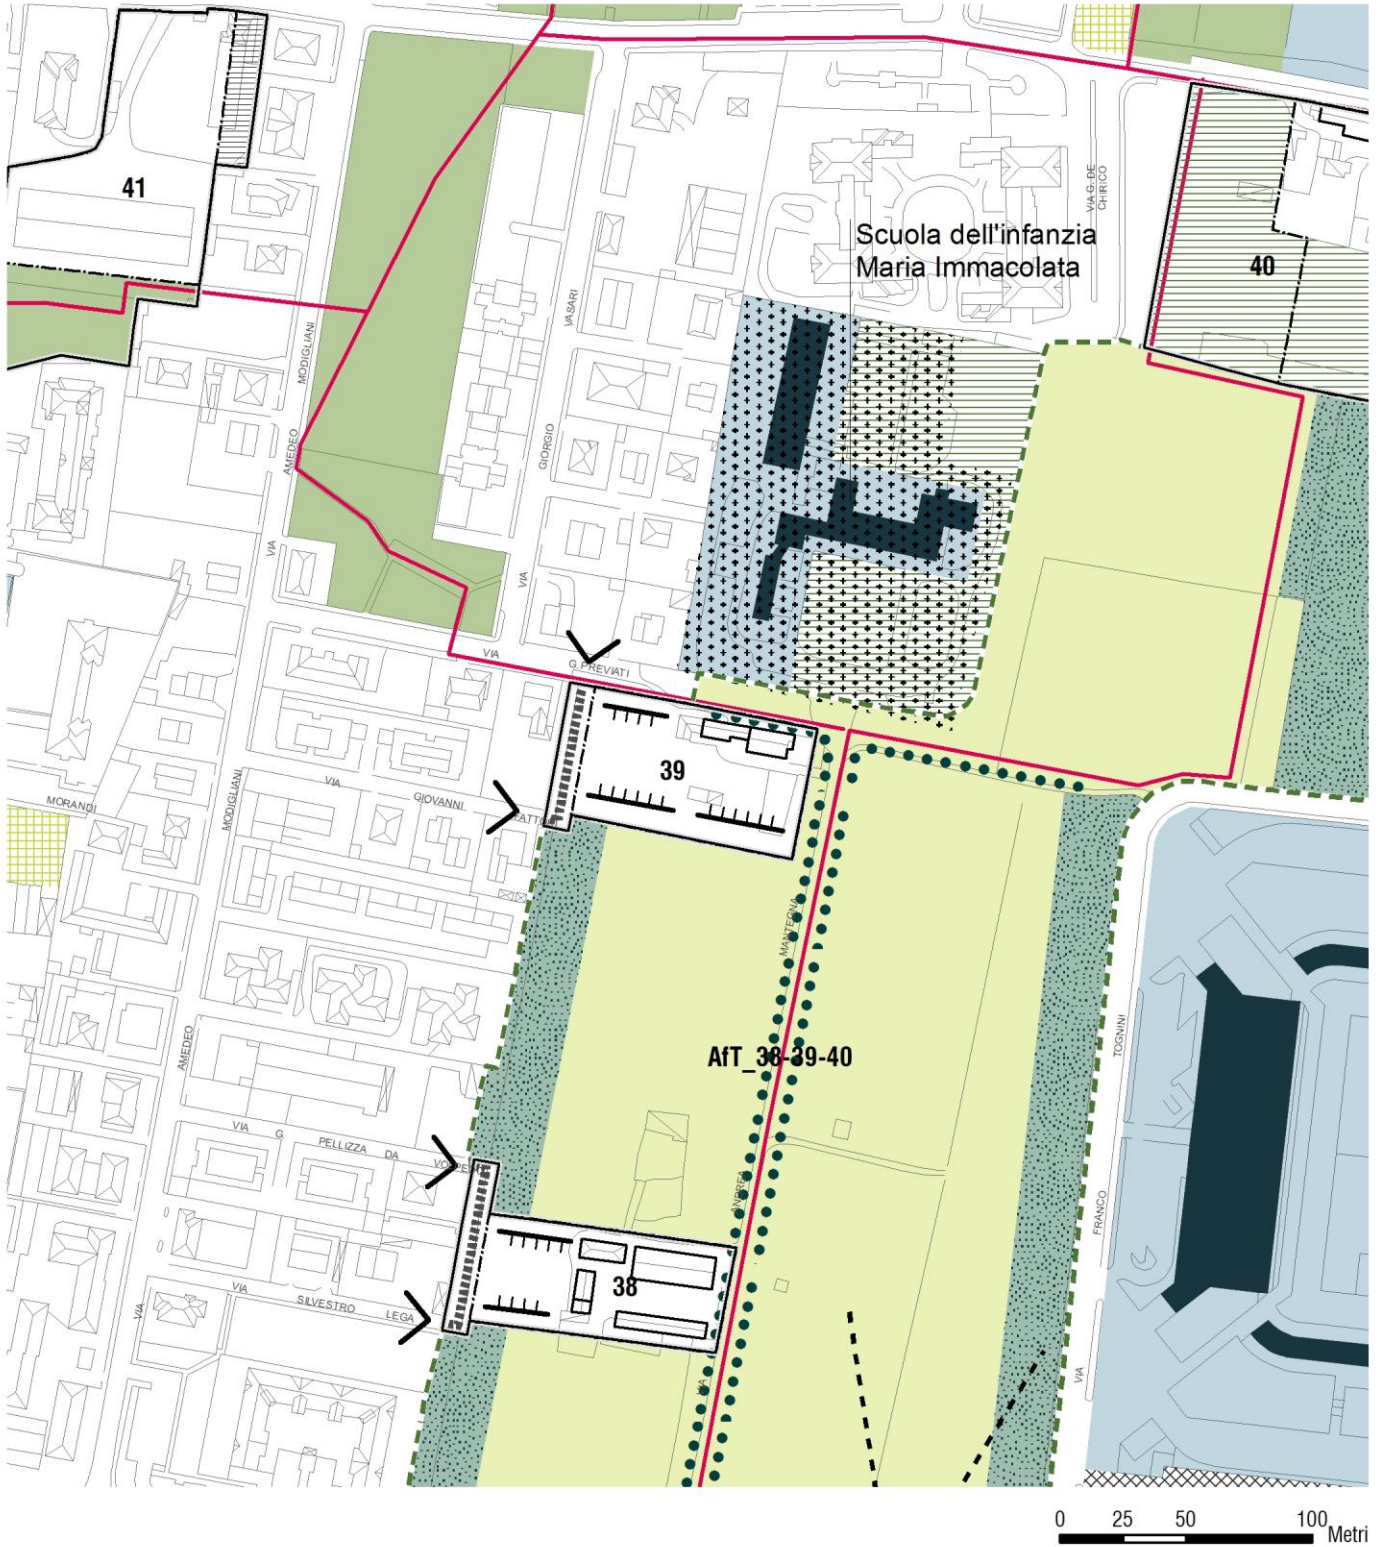 41
Scuola dell'infanzia
Maria Immacolata
VIA G. DE
CHIRICO
40
VASARI
GIORGIO
VIA
MODIGLIANI
AMEDEO
VIA
VIA
G. PREVIATI
39
VIA
GIOVANNI
FATTORI
MORANDI
MODIGLIANI
AMEDEO
VIA
MANTEGNA
ANDREA
VIA
AfT_38-39-40
TOGNINI
FRANCO
VIA
VIA
G.
PELLIZZA
DA
VOLPEDO
38
VIA
SILVESTRO
LEGA
0
25
50
100
Metri